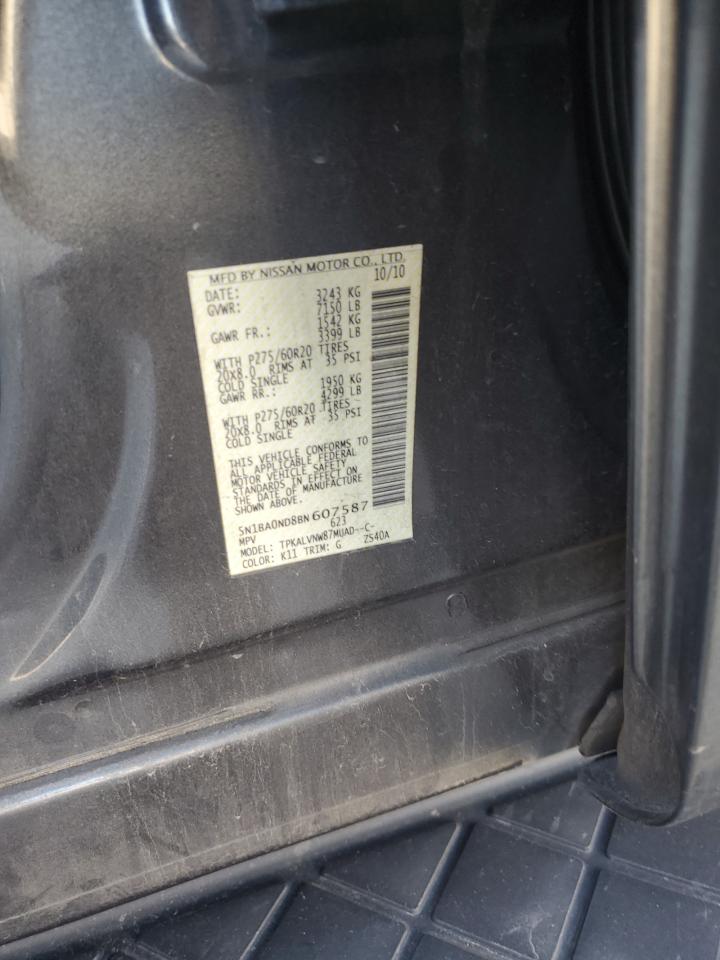 MFD BY NISSAN MOTOR CO., LTD.
DATE: 10/10
GVWR: 3243 KG
7150 LB
GAWR FR.: 1542 KG
3399 LB
WITH P275/60R20 TIRES
20X8.0 RIMS AT 35 PSI
COLD SINGLE
GAWR RR.: 1950 KG
4299 LB
WITH P275/60R20 TIRES
20X8.0 RIMS AT 35 PSI
COLD SINGLE
THIS VEHICLE CONFORMS TO
ALL APPLICABLE FEDERAL
MOTOR VEHICLE SAFETY
STANDARDS IN EFFECT ON
THE DATE OF MANUFACTURE.
5N1BA0ND8BN 607587
MPV 623
MODEL: TPKALVNW87MUAD--C-
COLOR: K11 TRIM: G ZS40A